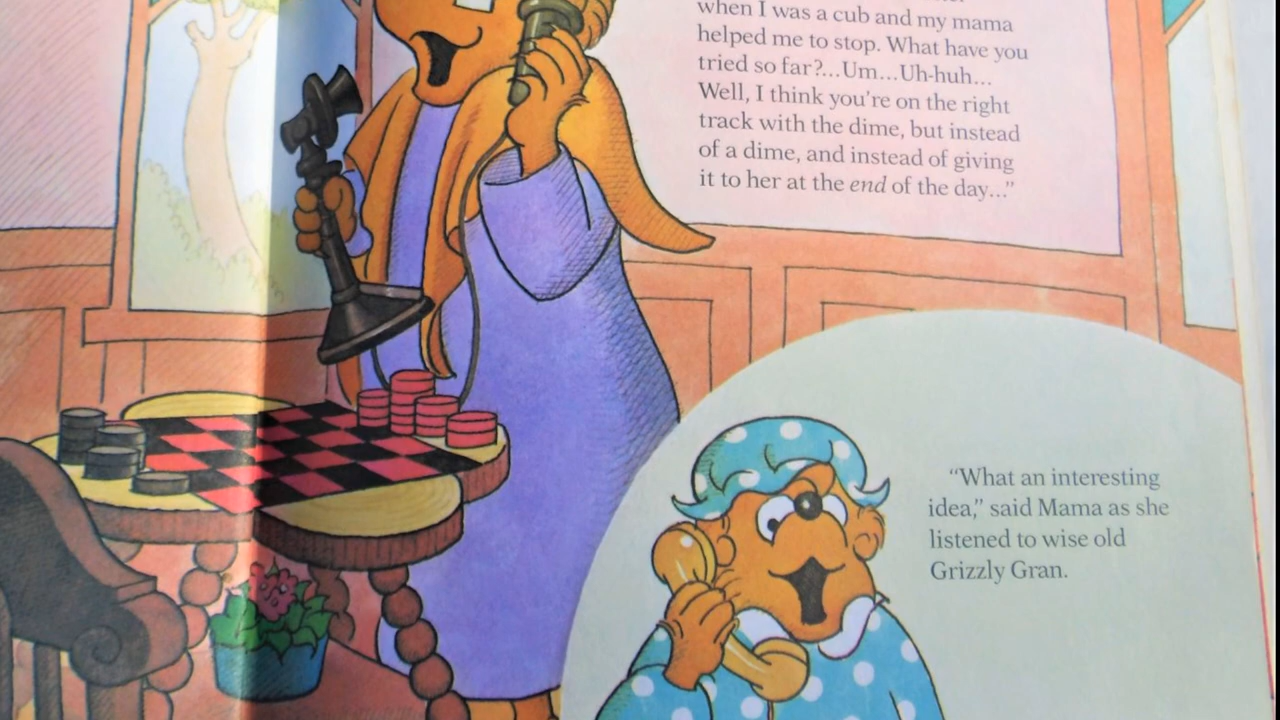 when I was a cub and my mama
helped me to stop. What have you
tried so far?...Um...Uh-huh...
Well, I think you're on the right
track with the dime, but instead
of a dime, and instead of giving
it to her at the end of the day..."
"What an interesting
idea," said Mama as she
listened to wise old
Grizzly Gran.